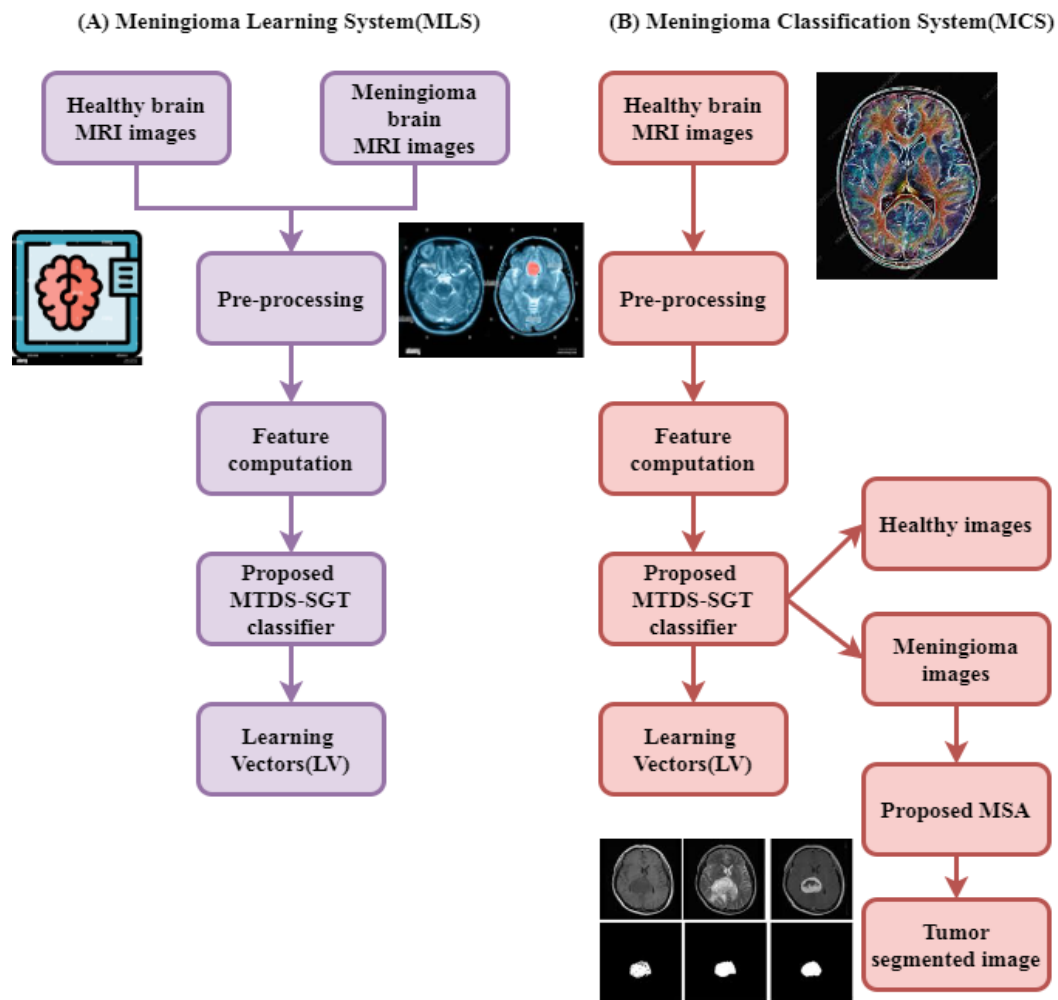 (A) Meningioma Learning System(MLS)
Healthy brain
MRI images
Meningioma
brain
MRI images
Pre-processing
Feature
computation
Proposed
MTDS-SGT
classifier
Learning
Vectors(LV)
(B) Meningioma Classification System(MCS)
Healthy brain
MRI images
Pre-processing
Feature
computation
Proposed
MTDS-SGT
classifier
Learning
Vectors(LV)
Healthy images
Meningioma
images
Proposed MSA
Tumor
segmented image